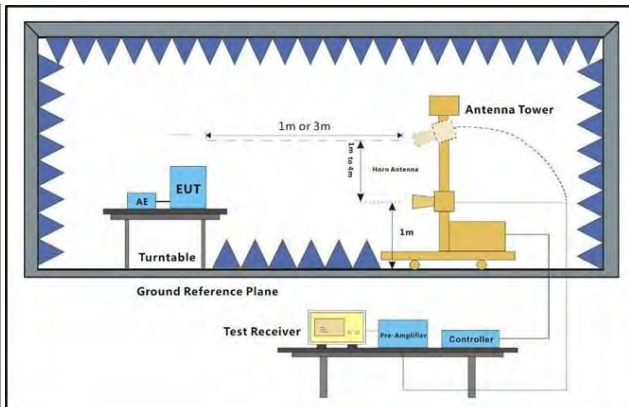 1m or 3m
Antenna Tower
1m to 4m
Horn Antenna
EUT
AE
1m
Turntable
Ground Reference Plane
Test Receiver
Pre-Amplifier
Controller